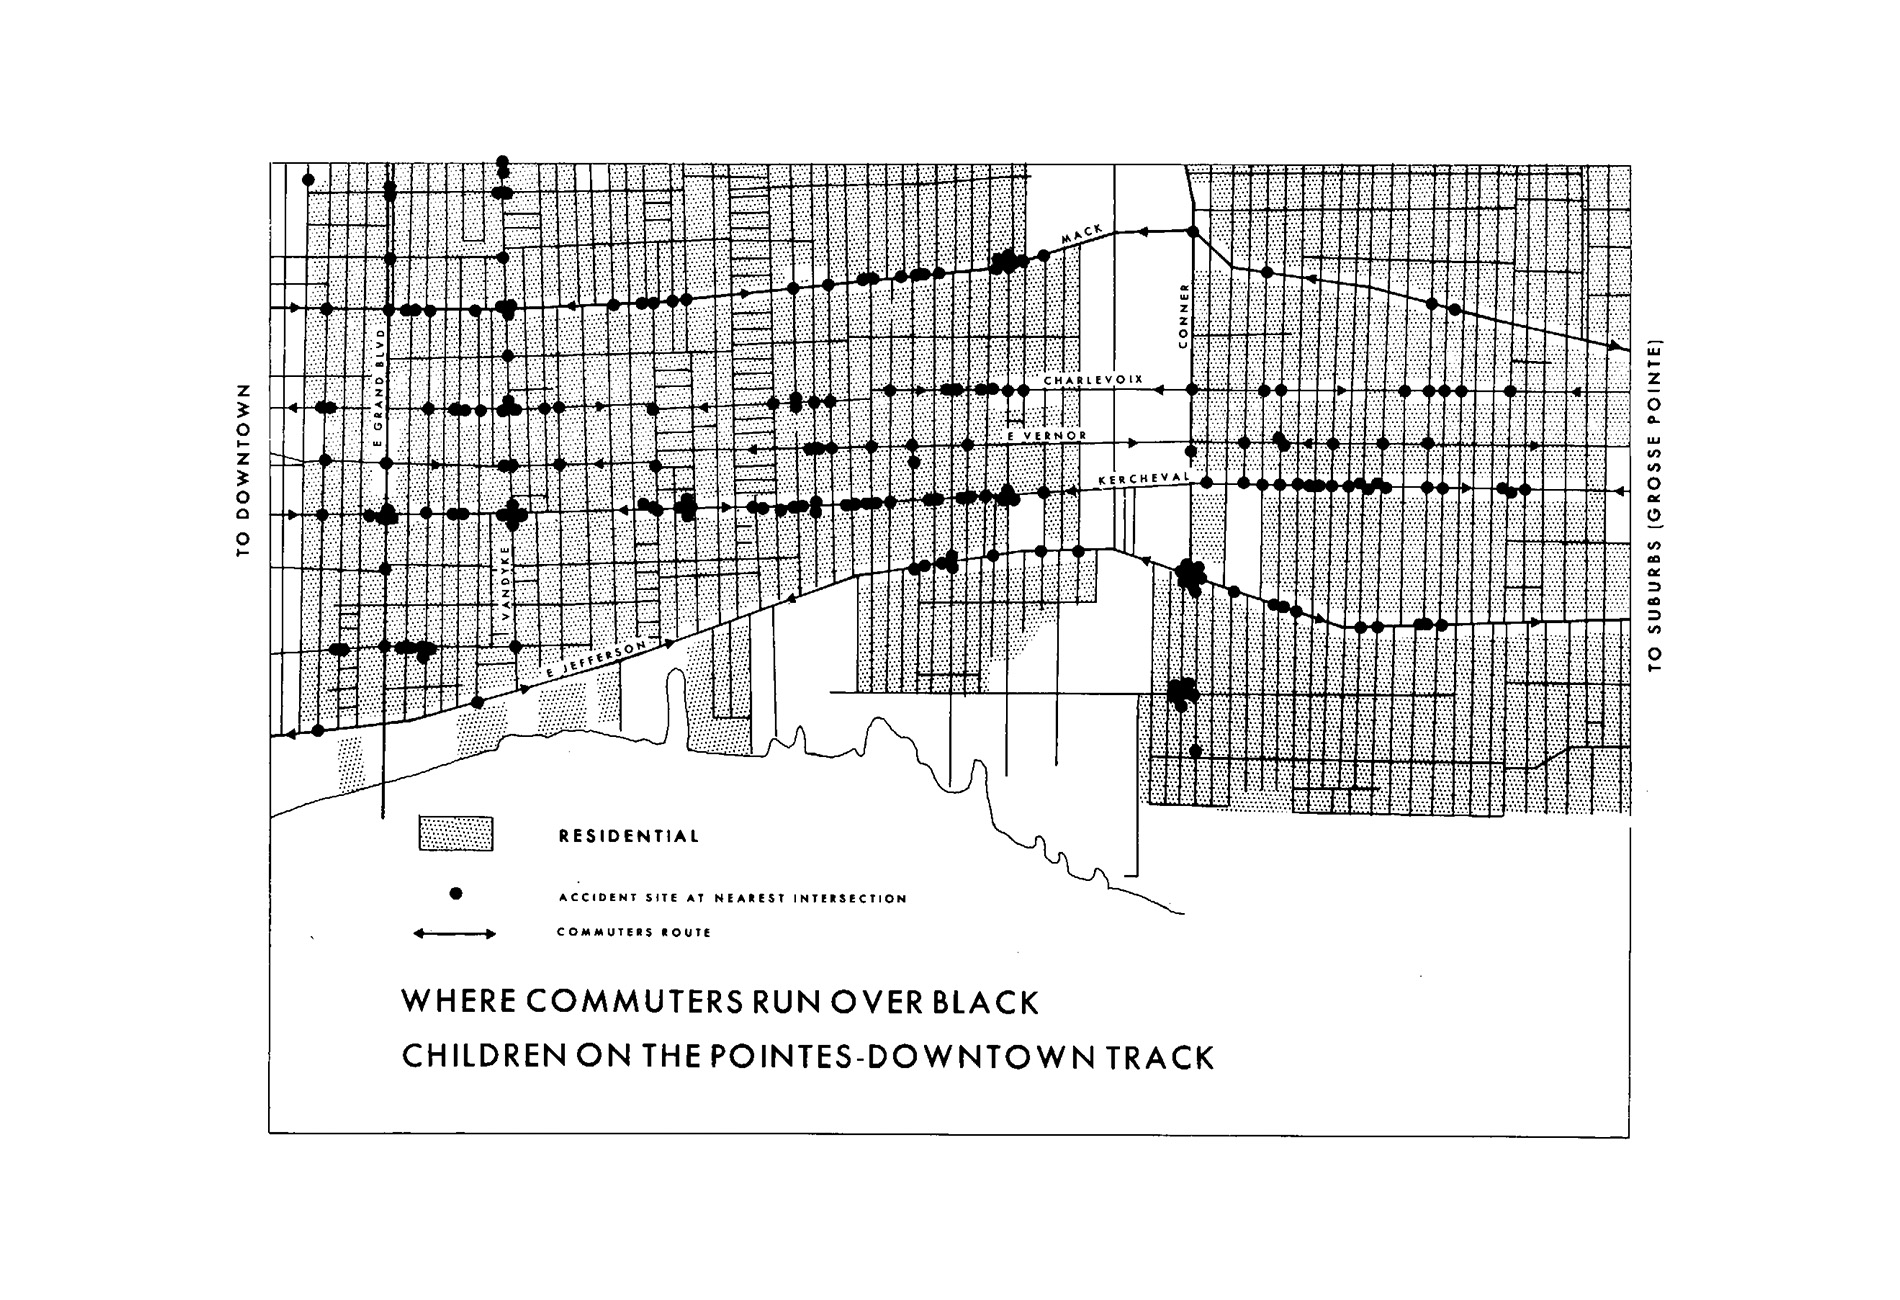 MACK
CONNER
E GRAND BLVD
CHARLEVOIX
E VERNOR
KERCHEVAL
VANDYKE
E JEFFERSON
TO DOWNTOWN
TO SUBURBS (GROSSE POINTE)
RESIDENTIAL
ACCIDENT SITE AT NEAREST INTERSECTION
COMMUTERS ROUTE
WHERE COMMUTERS RUN OVER BLACK
CHILDREN ON THE POINTES-DOWNTOWN TRACK